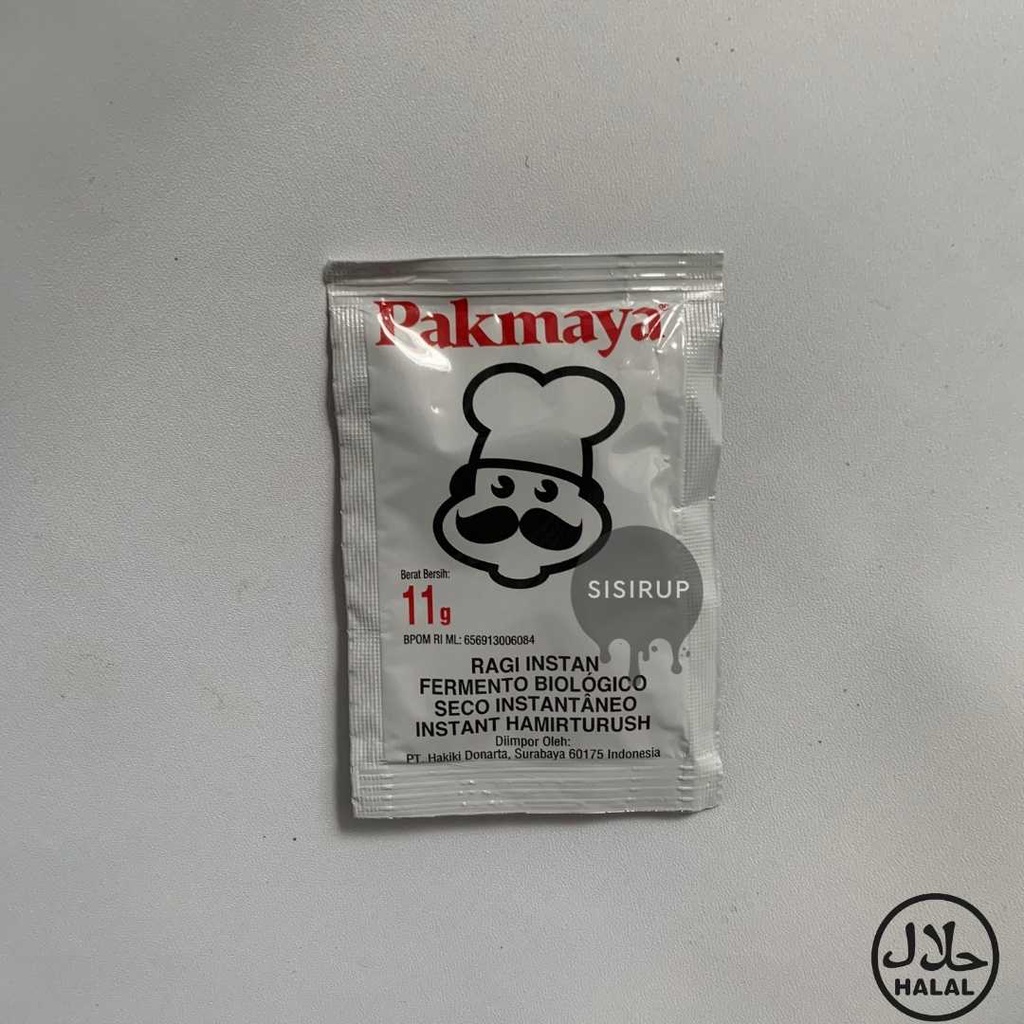 Pakmaya
Berat Bersih:
11g
BPOM RI ML: 656913006084
SISIRUP
RAGI INSTAN
FERMENTO BIOLÓGICO
SECO INSTANTÂNEO
INSTANT HAMIRTURUSH
Diimpor Oleh:
PT. Hakiki Donarta, Surabaya 60175 Indonesia
حلال
HALAL